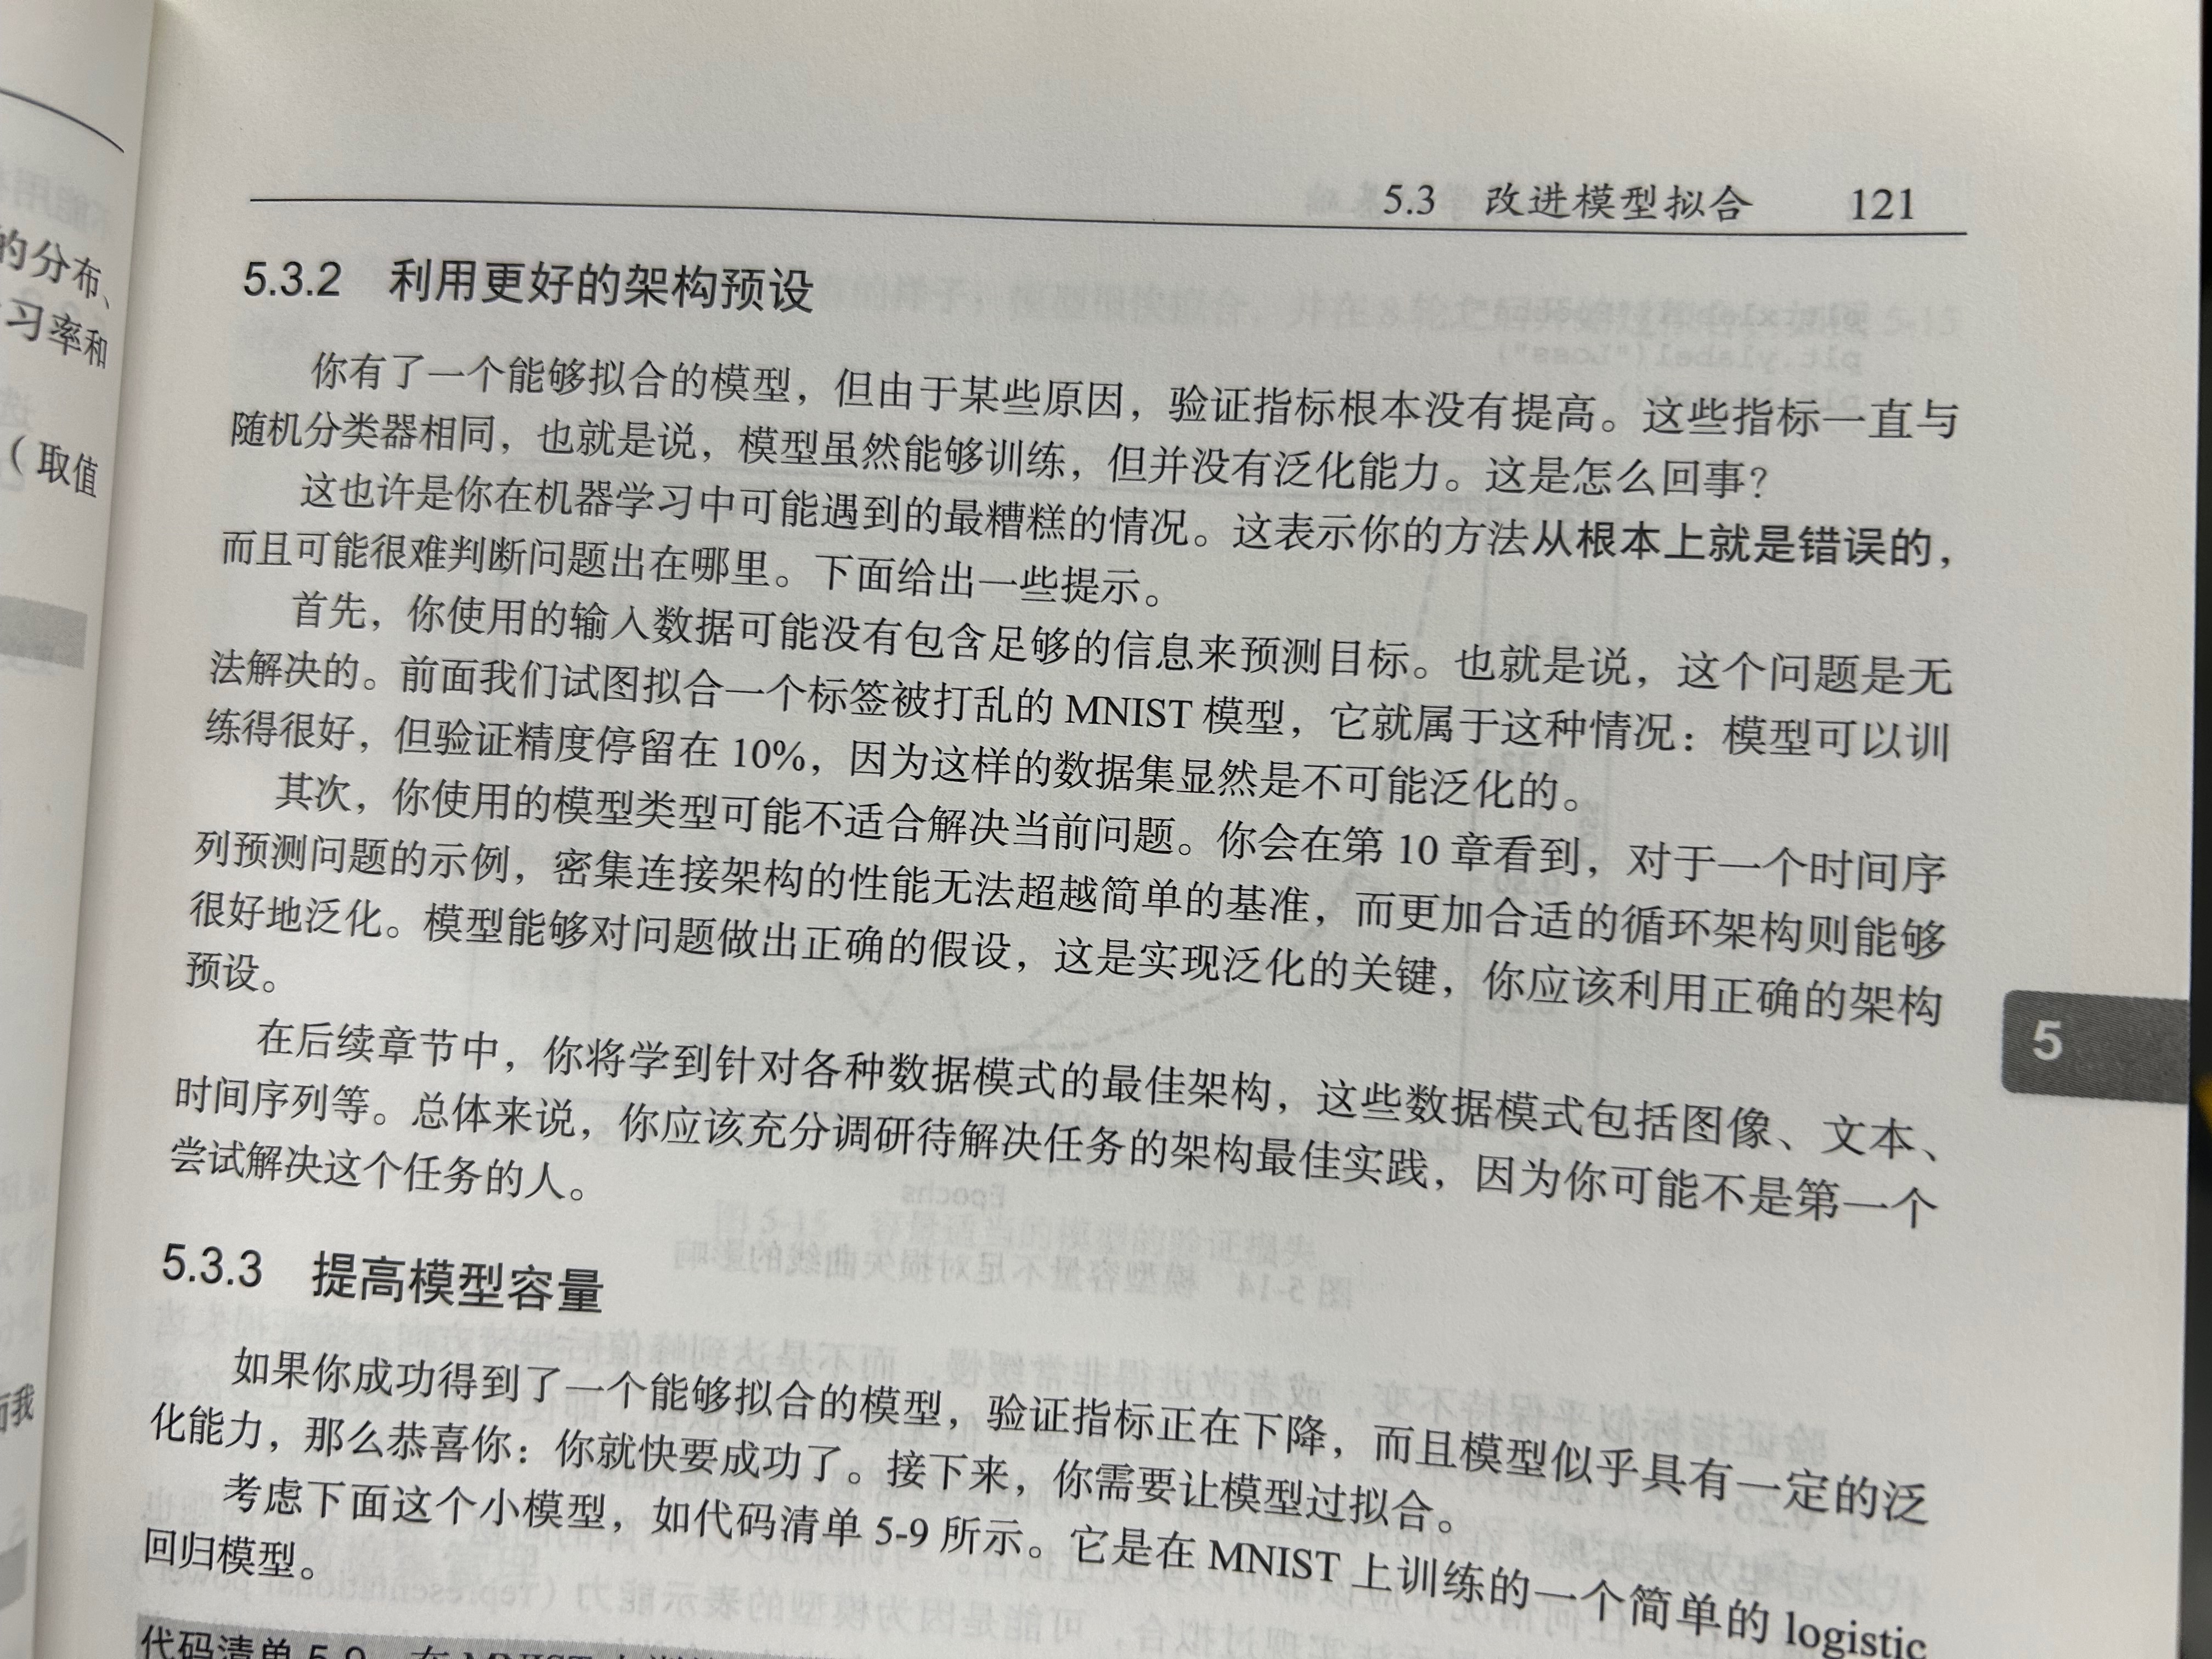 的分布、
习率和
（取值
5.3 改进模型拟合 121
5.3.2 利用更好的架构预设
你有了一个能够拟合的模型，但由于某些原因，验证指标根本没有提高。这些指标一直与
随机分类器相同，也就是说，模型虽然能够训练，但并没有泛化能力。这是怎么回事？
这也许是你在机器学习中可能遇到的最糟糕的情况。这表示你的方法从根本上就是错误的，
而且可能很难判断问题出在哪里。下面给出一些提示。
首先，你使用的输入数据可能没有包含足够的信息来预测目标。也就是说，这个问题是无
法解决的。前面我们试图拟合一个标签被打乱的 MNIST 模型，它就属于这种情况：模型可以训
练得很好，但验证精度停留在 10%，因为这样的数据集显然是不可能泛化的。
其次，你使用的模型类型可能不适合解决当前问题。你会在第 10 章看到，对于一个时间序
列预测问题的示例，密集连接架构的性能无法超越简单的基准，而更加合适的循环架构则能够
很好地泛化。模型能够对问题做出正确的假设，这是实现泛化的关键，你应该利用正确的架构
预设。
在后续章节中，你将学到针对各种数据模式的最佳架构，这些数据模式包括图像、文本、
时间序列等。总体来说，你应该充分调研待解决任务的架构最佳实践，因为你可能不是第一个
尝试解决这个任务的人。
5
5.3.3 提高模型容量
如果你成功得到了一个能够拟合的模型，验证指标正在下降，而且模型似乎具有一定的泛
化能力，那么恭喜你：你就快要成功了。接下来，你需要让模型过拟合。
考虑下面这个小模型，如代码清单 5-9 所示。它是在 MNIST 上训练的一个简单的 logistic
回归模型。
代码清单 5-9 在 MNIST 上